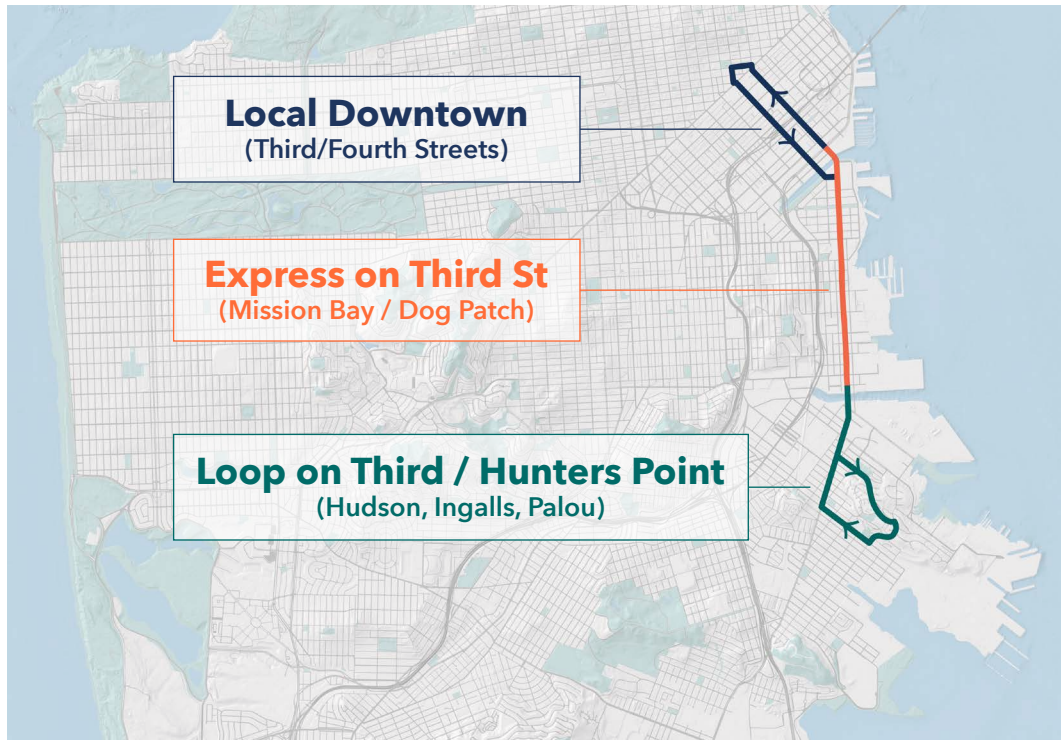 Local Downtown
(Third/Fourth Streets)
Express on Third St
(Mission Bay / Dog Patch)
Loop on Third / Hunters Point
(Hudson, Ingalls, Palou)